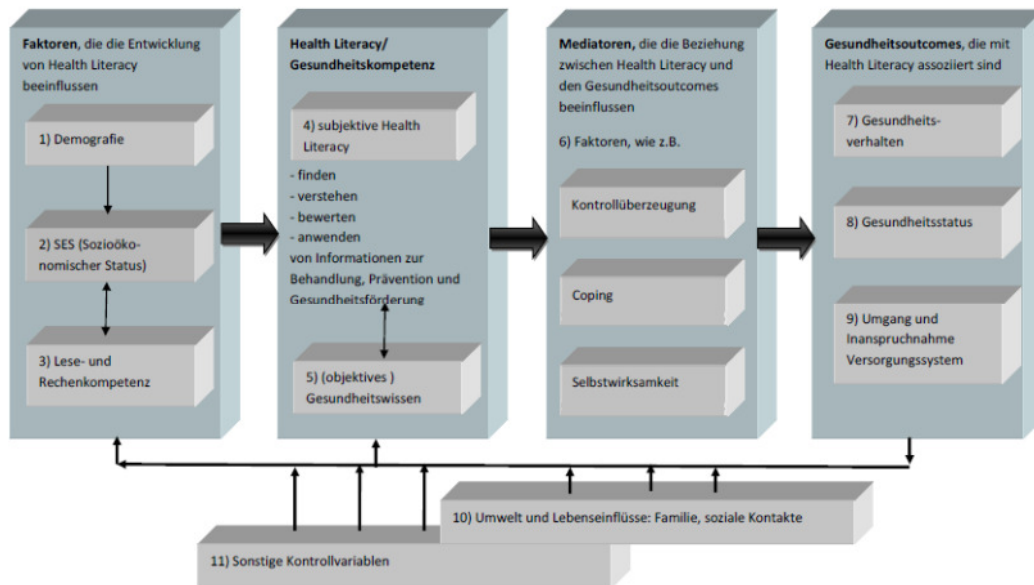 Faktoren, die die Entwicklung
von Health Literacy
beeinflussen
1) Demografie
2) SES (Sozioöko-
nomischer Status)
3) Lese- und
Rechenkompetenz
Health Literacy/
Gesundheitskompetenz
4) subjektive Health
Literacy
- finden
- verstehen
- bewerten
- anwenden
von Informationen zur
Behandlung, Prävention und
Gesundheitsförderung
5) (objektives )
Gesundheitswissen
Mediatoren, die die Beziehung
zwischen Health Literacy und
den Gesundheitsoutcomes
beeinflussen
6) Faktoren, wie z.B.
Kontrollüberzeugung
Coping
Selbstwirksamkeit
Gesundheitsoutcomes, die mit
Health Literacy assoziiert sind
7) Gesundheits-
verhalten
8) Gesundheitsstatus
9) Umgang und
Inanspruchnahme
Versorgungssystem
10) Umwelt und Lebenseinflüsse: Familie, soziale Kontakte
11) Sonstige Kontrollvariablen